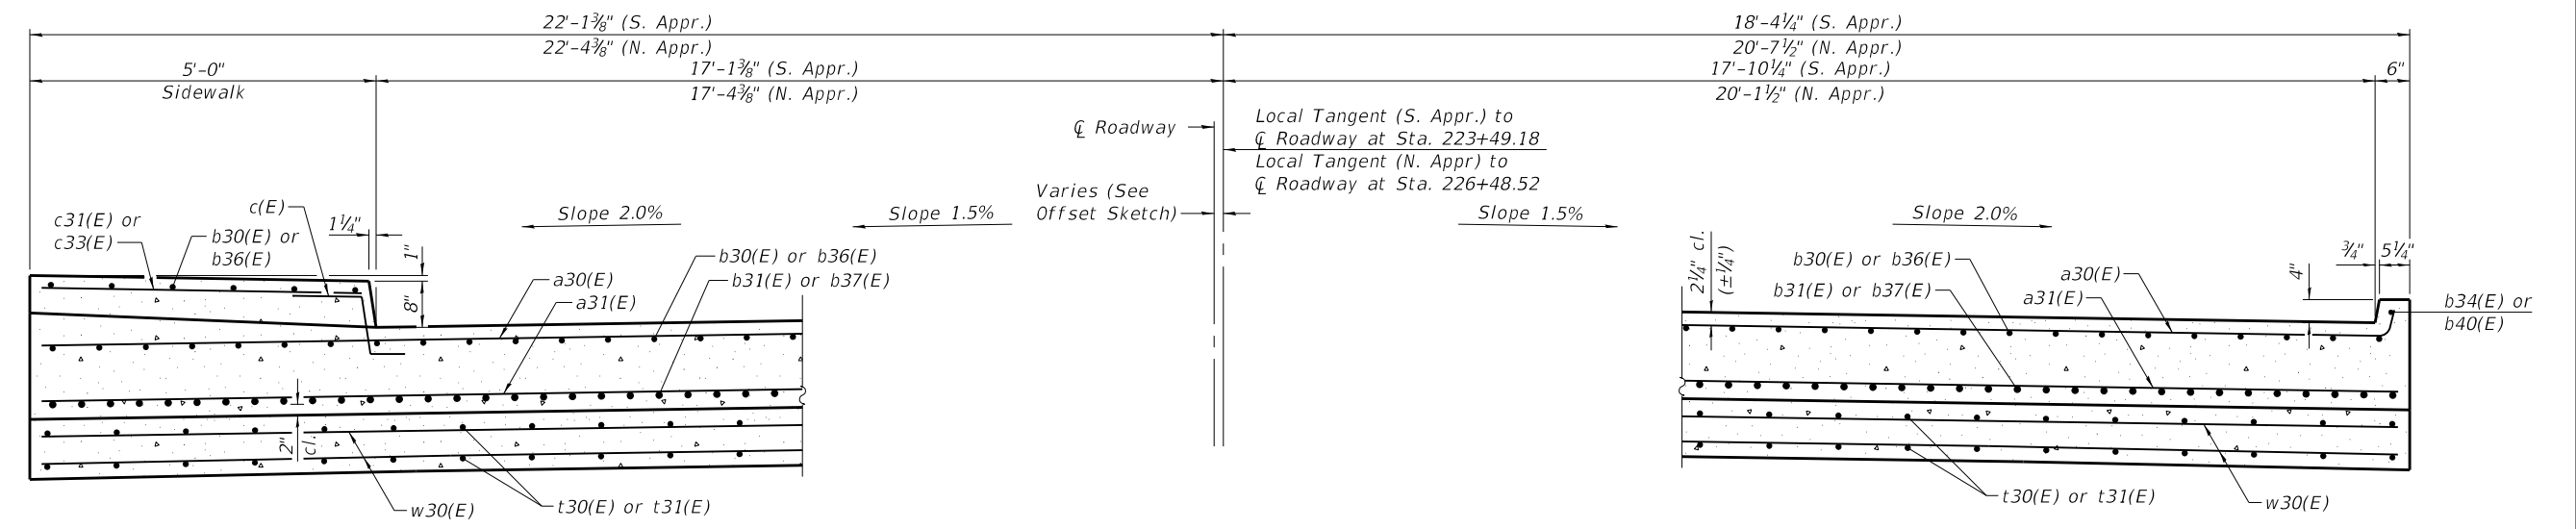 22'-1⅜" (S. Appr.)
22'-4⅜" (N. Appr.)
18'-4¼" (S. Appr.)
20'-7½" (N. Appr.)
5'-0"
Sidewalk
17'-1⅜" (S. Appr.)
17'-4⅜" (N. Appr.)
17'-10¼" (S. Appr.)
20'-1½" (N. Appr.)
6"
℄ Roadway
Local Tangent (S. Appr.) to
℄ Roadway at Sta. 223+49.18
Local Tangent (N. Appr) to
℄ Roadway at Sta. 226+48.52
Varies (See
Offset Sketch)
c31(E) or
c33(E)
b30(E) or
b36(E)
c(E)
1¼"
1"
8"
Slope 2.0%
Slope 1.5%
Slope 1.5%
Slope 2.0%
a30(E)
a31(E)
b30(E) or b36(E)
b31(E) or b37(E)
2¼" cl.
(±¼")
b30(E) or b36(E)
b31(E) or b37(E)
a30(E)
a31(E)
4"
¾"
5¼"
b34(E) or
b40(E)
2"
cl.
w30(E)
t30(E) or t31(E)
t30(E) or t31(E)
w30(E)